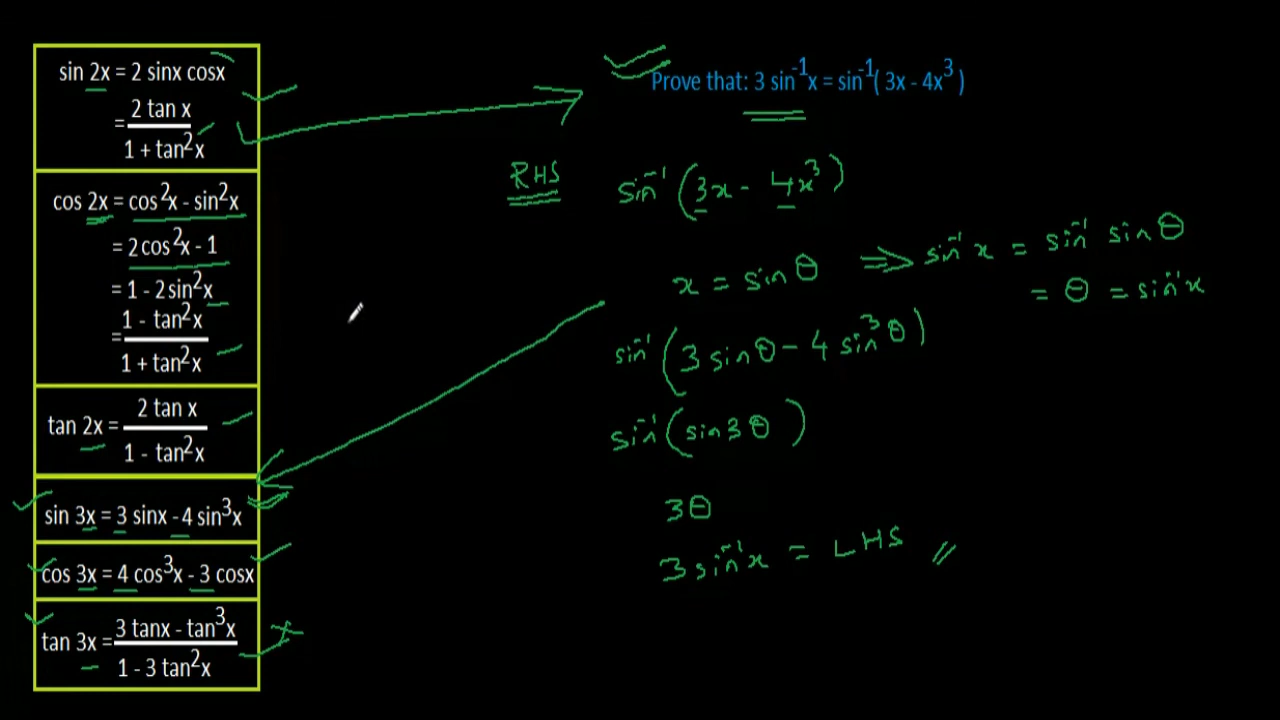 sin 2x = 2 sinx cosx
= 2 tan x / 1 + tan²x
cos 2x = cos²x - sin²x
= 2cos²x - 1
= 1 - 2sin²x
= 1 - tan²x / 1 + tan²x
tan 2x = 2 tan x / 1 - tan²x
sin 3x = 3 sinx - 4 sin³x
cos 3x = 4 cos³x - 3 cosx
tan 3x = 3 tanx - tan³x / 1 - 3 tan²x
Prove that: 3 sin⁻¹x = sin⁻¹( 3x - 4x³ )
RHS sin⁻¹ (3x - 4x³)
x = sin θ ⇒ sin⁻¹ x = sin⁻¹ sin θ
= θ = sin⁻¹x
sin⁻¹ (3 sin θ - 4 sin³ θ)
sin⁻¹ (sin 3 θ)
3θ
3 sin⁻¹x = LHS //